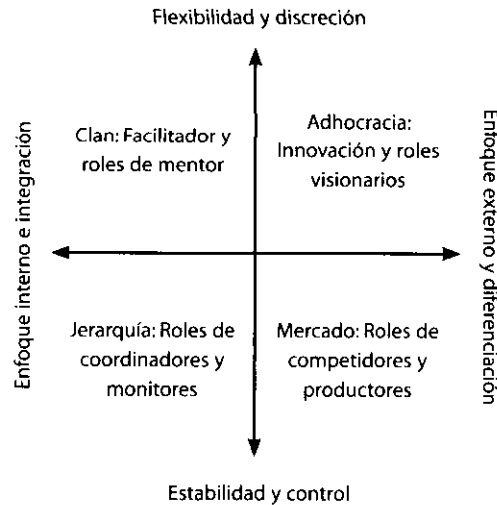 Flexibilidad y discreción
Enfoque interno e integración
Clan: Facilitador y
roles de mentor
Adhocracia:
Innovación y roles
visionarios
Enfoque externo y diferenciación
Jerarquía: Roles de
coordinadores y
monitores
Mercado: Roles de
competidores y
productores
Estabilidad y control